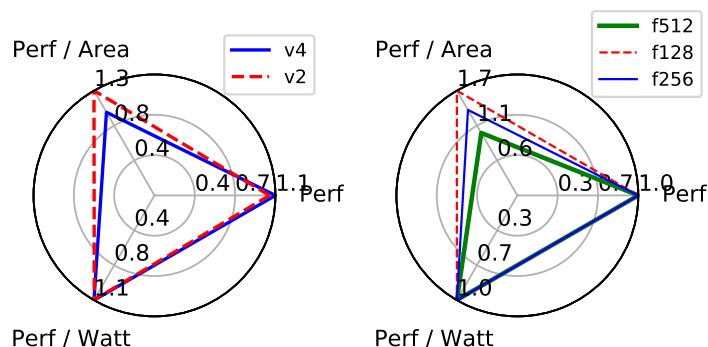 Perf / Area
v4
v2
1.3
0.8
0.4
0.4 0.7 1.1 Perf
0.4
0.8
1.1
Perf / Watt
Perf / Area
f512
f128
f256
1.7
1.1
0.6
0.3 0.7 1.0 Perf
0.3
0.7
1.0
Perf / Watt